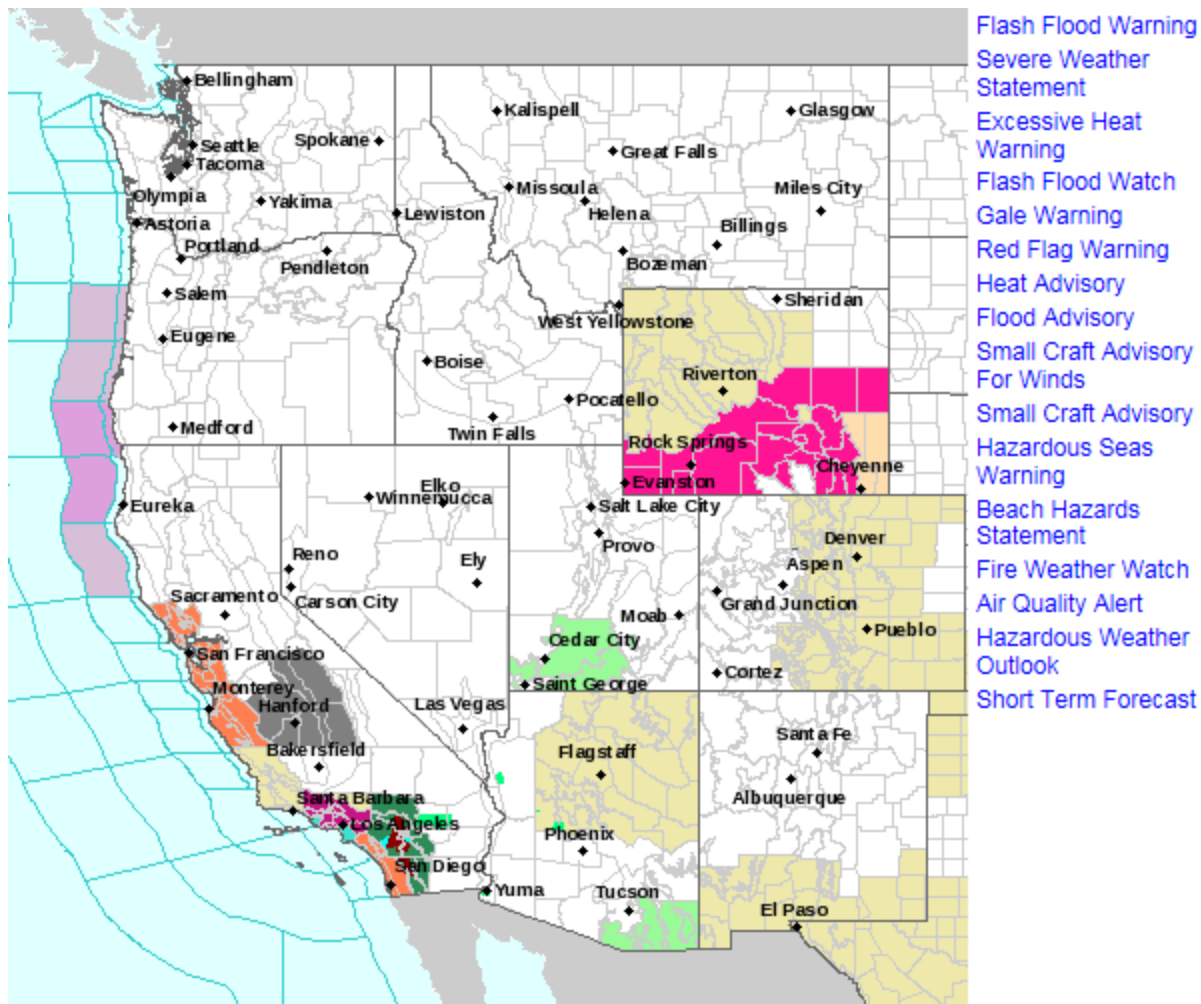 Flash Flood Warning
Severe Weather
Statement
Excessive Heat
Warning
Flash Flood Watch
Gale Warning
Red Flag Warning
Heat Advisory
Flood Advisory
Small Craft Advisory
For Winds
Small Craft Advisory
Hazardous Seas
Warning
Beach Hazards
Statement
Fire Weather Watch
Air Quality Alert
Hazardous Weather
Outlook
Short Term Forecast
Bellingham
Kalispell
Glasgow
Seattle
Spokane
Great Falls
Tacoma
Olympia
Yakima
Missoula
Miles City
Helena
Lewiston
Astoria
Billings
Portland
Pendleton
Bozeman
Salem
Sheridan
West Yellowstone
Eugene
Boise
Riverton
Pocatello
Medford
Twin Falls
Rock Springs
Cheyenne
Evanston
Elko
Winnemucca
Eureka
Salt Lake City
Provo
Denver
Reno
Ely
Aspen
Sacramento
Carson City
Grand Junction
Moab
Pueblo
Cedar City
San Francisco
Cortez
Saint George
Monterey
Hanford
Las Vegas
Bakersfield
Flagstaff
Santa Fe
Santa Barbara
Albuquerque
Los Angeles
Phoenix
San Diego
Yuma
Tucson
El Paso